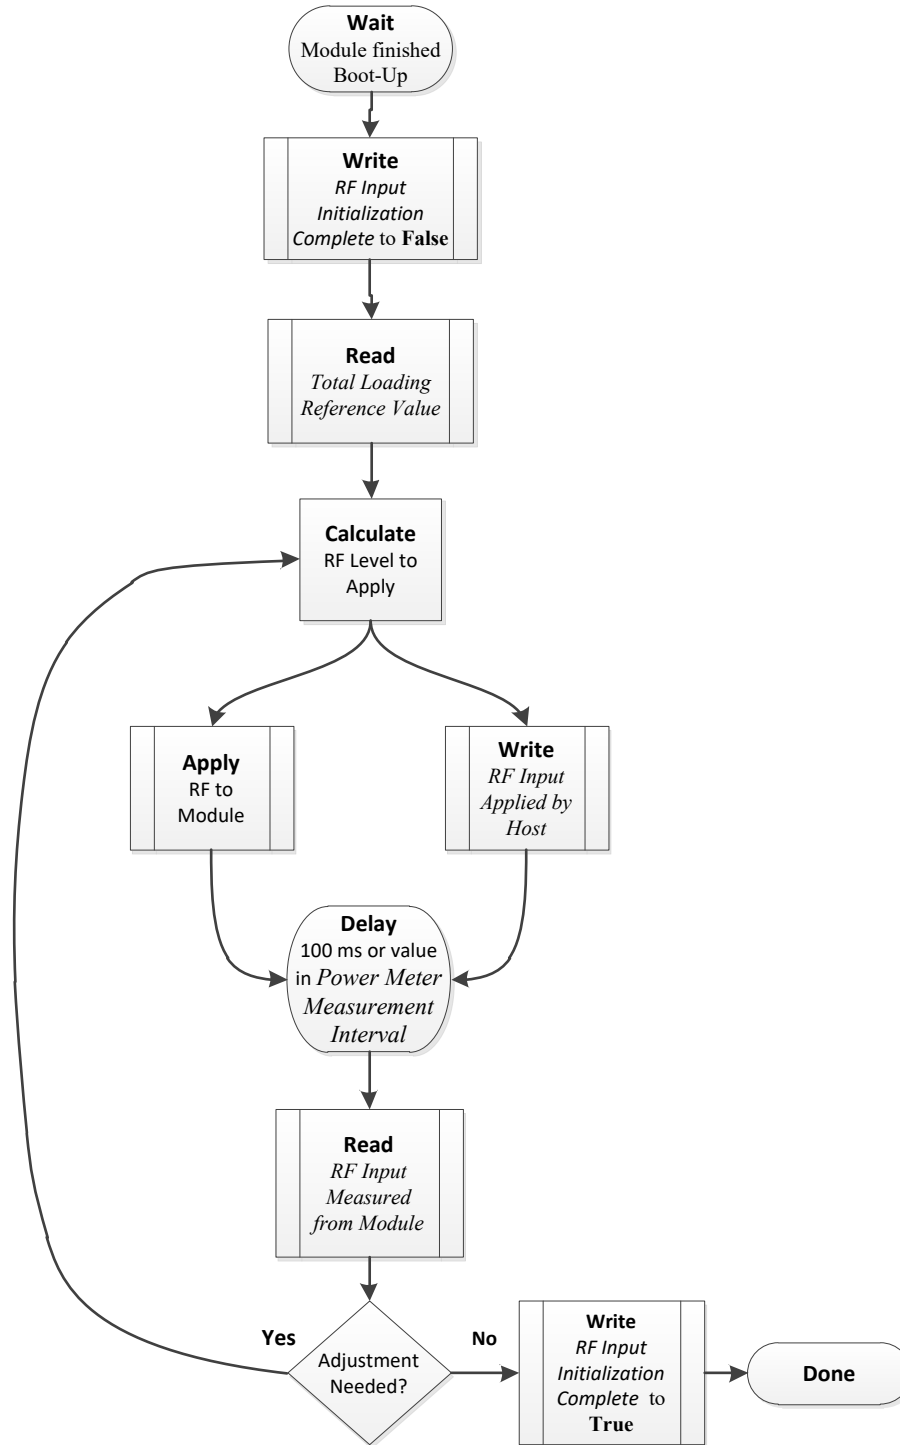 Wait
Module finished
Boot-Up
Write
RF Input
Initialization
Complete to False
Read
Total Loading
Reference Value
Calculate
RF Level to
Apply
Apply
RF to
Module
Write
RF Input
Applied by
Host
Delay
100 ms or value
in Power Meter
Measurement
Interval
Read
RF Input
Measured
from Module
Yes
Adjustment
Needed?
No
Write
RF Input
Initialization
Complete to
True
Done